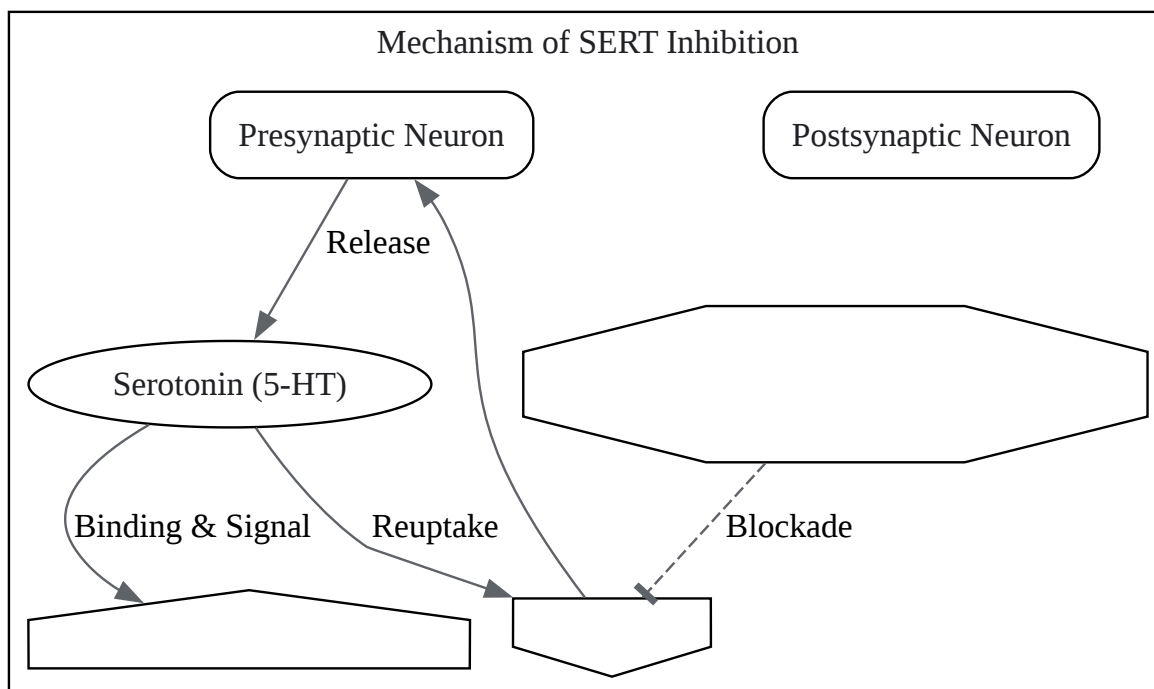 Mechanism of SERT Inhibition
Presynaptic Neuron
Postsynaptic Neuron
Release
Serotonin (5-HT)
Binding & Signal
Reuptake
Blockade